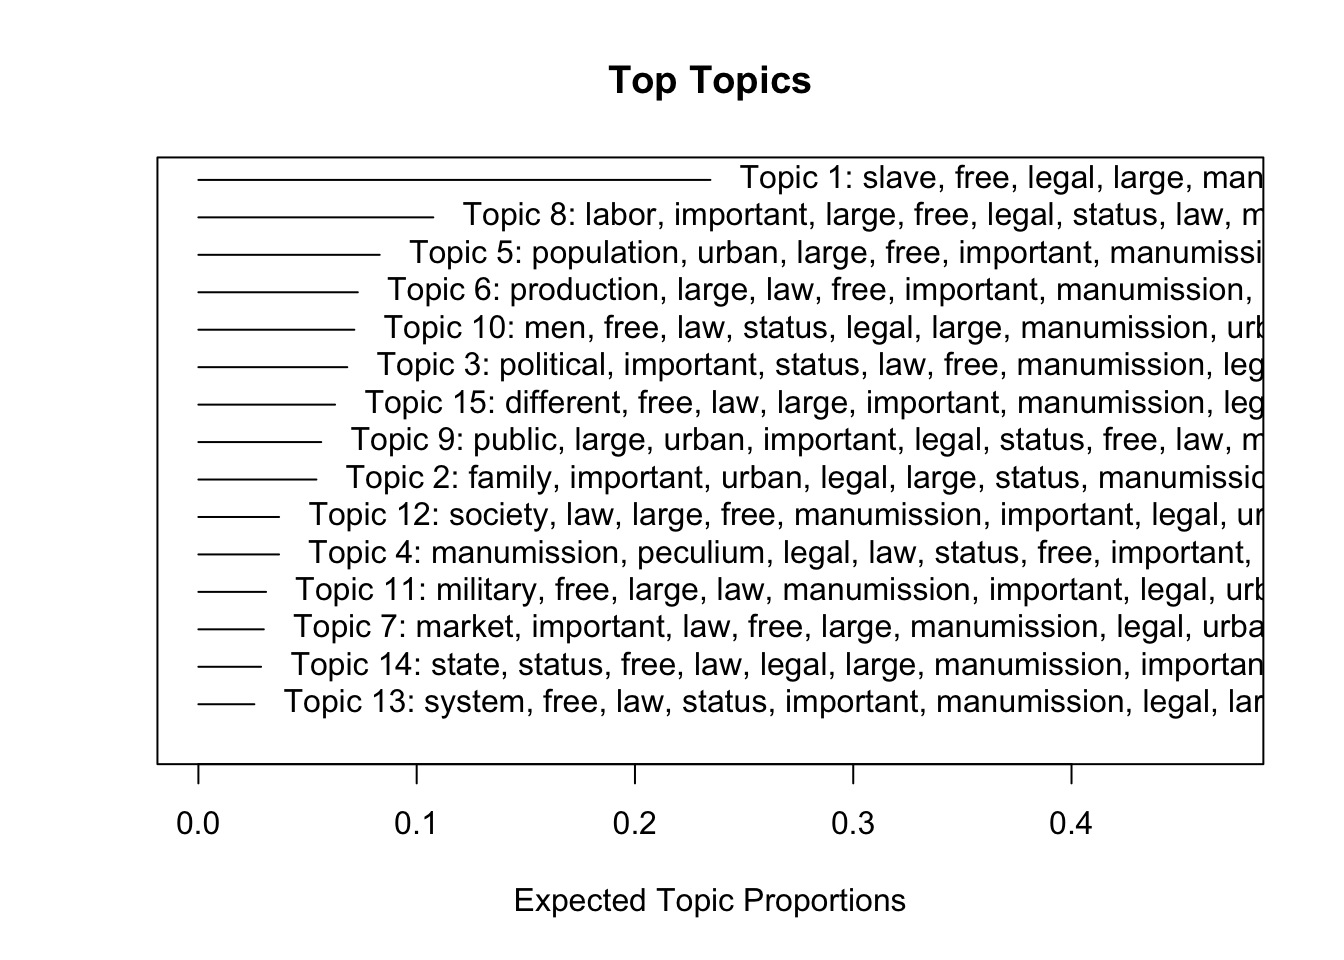 Top Topics
Topic 1: slave, free, legal, large, man
Topic 8: labor, important, large, free, legal, status, law, m
Topic 5: population, urban, large, free, important, manumissi
Topic 6: production, large, law, free, important, manumission,
Topic 10: men, free, law, status, legal, large, manumission, urb
Topic 3: political, important, status, law, free, manumission, leg
Topic 15: different, free, law, large, important, manumission, leg
Topic 9: public, large, urban, important, legal, status, free, law, m
Topic 2: family, important, urban, legal, large, status, manumissio
Topic 12: society, law, large, free, manumission, important, legal, ur
Topic 4: manumission, peculium, legal, law, status, free, important,
Topic 11: military, free, large, law, manumission, important, legal, urb
Topic 7: market, important, law, free, large, manumission, legal, urba
Topic 14: state, status, free, law, legal, large, manumission, importan
Topic 13: system, free, law, status, important, manumission, legal, lar
0.0 0.1 0.2 0.3 0.4
Expected Topic Proportions